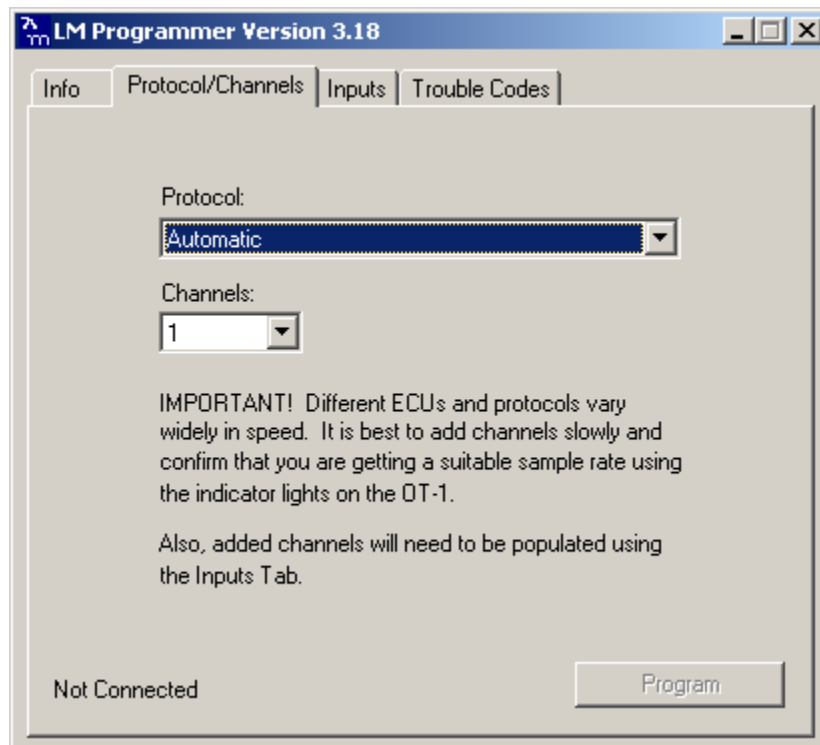 LM Programmer Version 3.18
Info
Protocol/Channels
Inputs
Trouble Codes
Protocol:
Automatic
Channels:
1
IMPORTANT!  Different ECUs and protocols vary
widely in speed.  It is best to add channels slowly and
confirm that you are getting a suitable sample rate using
the indicator lights on the OT-1.
Also, added channels will need to be populated using
the Inputs Tab.
Not Connected
Program